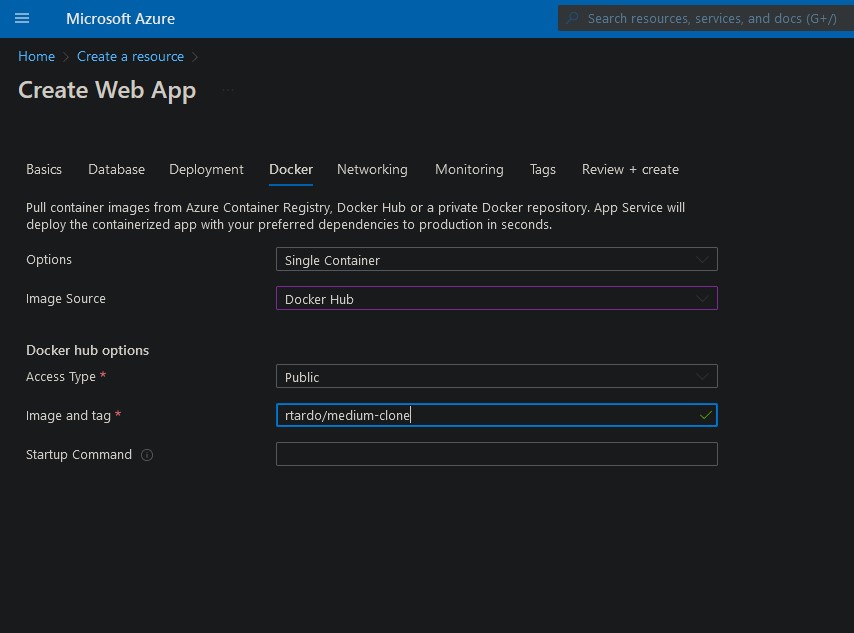 Microsoft Azure
Search resources, services, and docs (G+/)
Home > Create a resource >
Create Web App ...
Basics Database Deployment Docker Networking Monitoring Tags Review + create
Pull container images from Azure Container Registry, Docker Hub or a private Docker repository. App Service will
deploy the containerized app with your preferred dependencies to production in seconds.
Options Single Container
Image Source Docker Hub
Docker hub options
Access Type * Public
Image and tag * rtardo/medium-clone
Startup Command